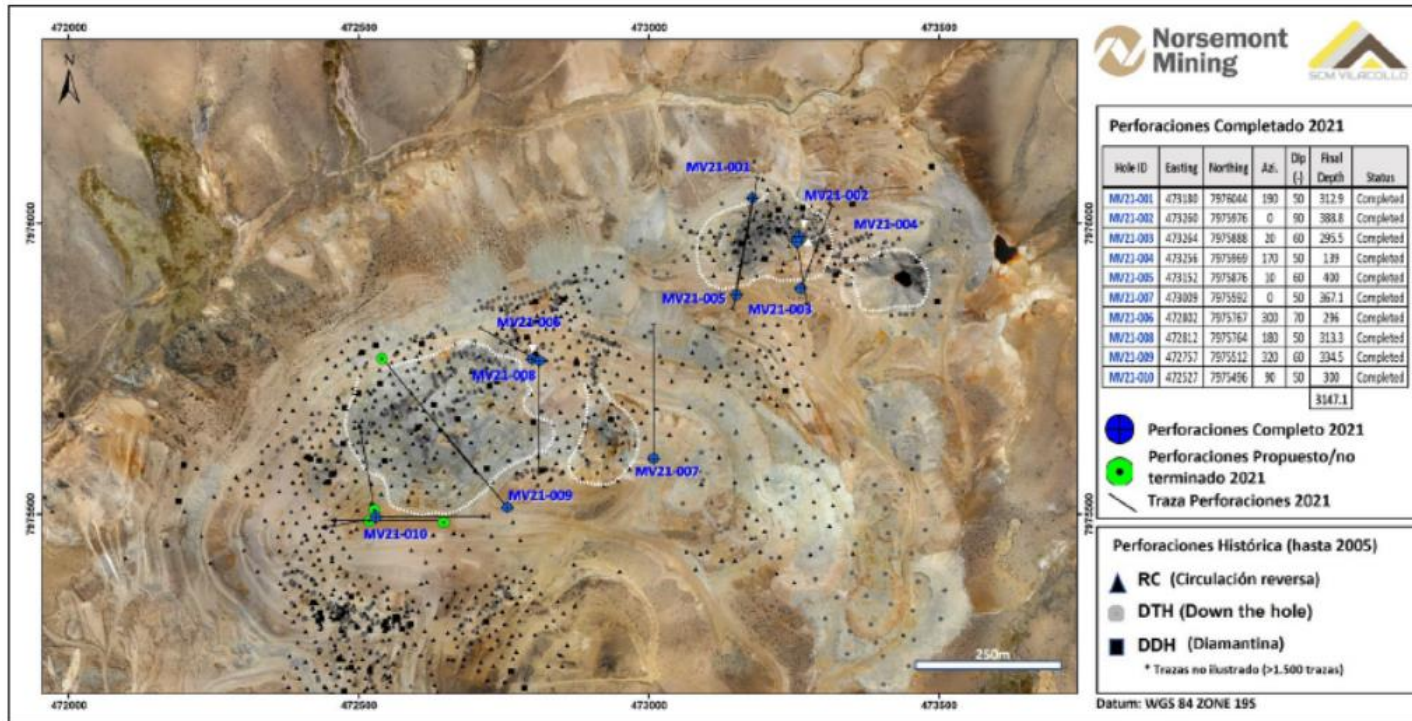 472000 472500 473000 473500
Norsemont
Mining
SCM VILACOLLO
N
MV21-001
MV21-002
MV21-004
MV21-005
MV21-003
MV21-006
MV21-008
MV21-007
MV21-009
MV21-010
7976000
7975500
7976000
7975500
250m
472000 472500 473000 473500
Perforaciones Completado 2021
Hole ID Easting Northing Azi. Dip (-) Final Depth Status
MV21-001 473180 7976044 190 50 312.9 Completed
MV21-002 473260 7975976 0 90 388.8 Completed
MV21-003 473264 7975888 20 60 295.5 Completed
MV21-004 473256 7975969 170 50 139 Completed
MV21-005 473152 7975876 10 60 400 Completed
MV21-007 473009 7975592 0 50 367.1 Completed
MV21-006 472802 7975767 300 70 296 Completed
MV21-008 472812 7975764 180 50 313.3 Completed
MV21-009 472757 7975512 320 60 334.5 Completed
MV21-010 472527 7975496 90 50 300 Completed
3147.1
Perforaciones Completo 2021
Perforaciones Propuesto/no
terminado 2021
Traza Perforaciones 2021
Perforaciones Histórica (hasta 2005)
RC (Circulación reversa)
DTH (Down the hole)
DDH (Diamantina)
* Trazas no ilustrado (>1.500 trazas)
Datum: WGS 84 ZONE 19S